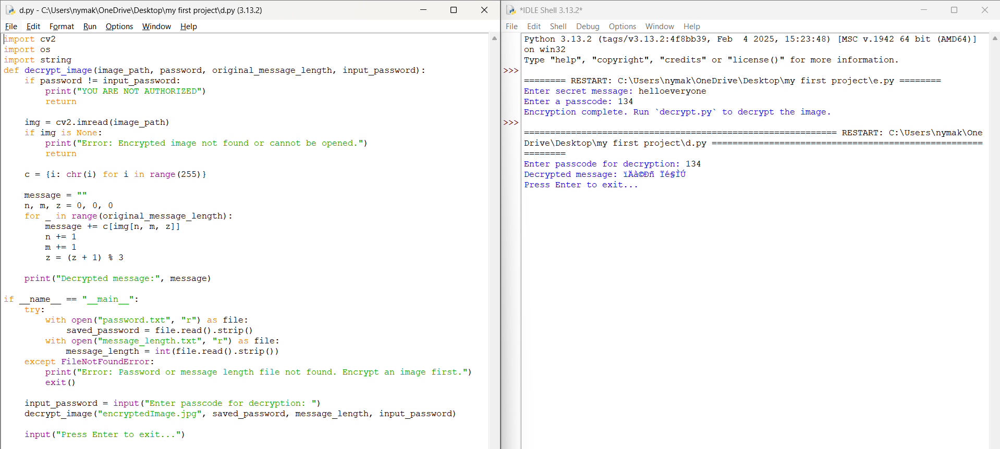 d.py - C:\Users\nymak\OneDrive\Desktop\my first project\d.py (3.13.2)
File Edit Format Run Options Window Help
import cv2
import os
import string
def decrypt_image(image_path, password, original_message_length, input_password):
    if password != input_password:
        print("YOU ARE NOT AUTHORIZED")
        return
    img = cv2.imread(image_path)
    if img is None:
        print("Error: Encrypted image not found or cannot be opened.")
        return
    c = {i: chr(i) for i in range(255)}
    message = ""
    n, m, z = 0, 0, 0
    for _ in range(original_message_length):
        message += c[img[n, m, z]]
        n += 1
        m += 1
        z = (z + 1) % 3
    print("Decrypted message:", message)
if __name__ == "__main__":
    try:
        with open("password.txt", "r") as file:
            saved_password = file.read().strip()
        with open("message_length.txt", "r") as file:
            message_length = int(file.read().strip())
    except FileNotFoundError:
        print("Error: Password or message length file not found. Encrypt an image first.")
        exit()
    input_password = input("Enter passcode for decryption: ")
    decrypt_image("encryptedImage.jpg", saved_password, message_length, input_password)
    input("Press Enter to exit...")
*IDLE Shell 3.13.2*
File Edit Shell Debug Options Window Help
Python 3.13.2 (tags/v3.13.2:4f8bb39, Feb  4 2025, 15:23:48) [MSC v.1942 64 bit (AMD64)]
on win32
Type "help", "copyright", "credits" or "license()" for more information.
>>>
======== RESTART: C:\Users\nymak\OneDrive\Desktop\my first project\e.py ========
Enter secret message: helloeveryone
Enter a passcode: 134
Encryption complete. Run `decrypt.py` to decrypt the image.
>>>
============================================================ RESTART: C:\Users\nymak\One
Drive\Desktop\my first project\d.py ====================================================
========
Enter passcode for decryption: 134
Decrypted message: ïÄà©Ðñ Ïé§ÌÚ
Press Enter to exit...